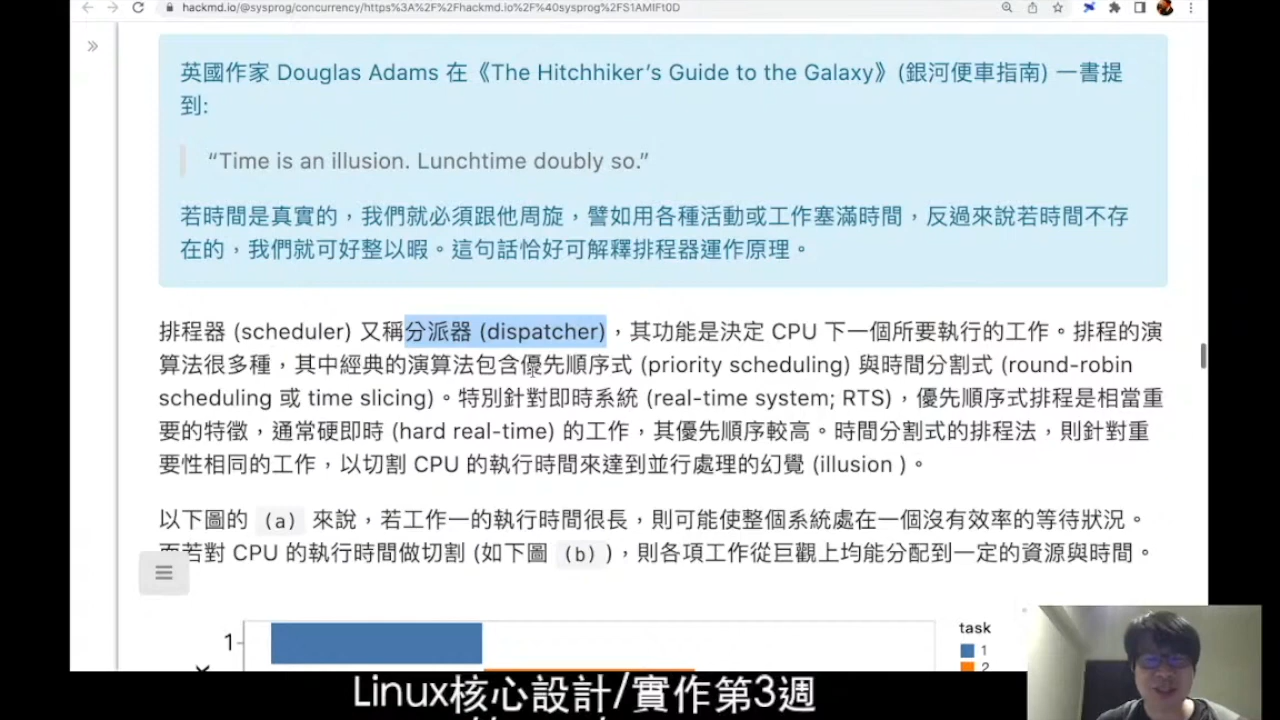 hackmd.io/@sysprog/concurrency/https%3A%2F%2Fhackmd.io%2F%40sysprog%2FS1AMIFt0D
英國作家 Douglas Adams 在《The Hitchhiker's Guide to the Galaxy》(銀河便車指南) 一書提
到:
“Time is an illusion. Lunchtime doubly so.”
若時間是真實的，我們就必須跟他周旋，譬如用各種活動或工作塞滿時間，反過來說若時間不存
在的，我們就可好整以暇。這句話恰好可解釋排程器運作原理。
排程器 (scheduler) 又稱分派器 (dispatcher)，其功能是決定 CPU 下一個所要執行的工作。排程的演
算法很多種，其中經典的演算法包含優先順序式 (priority scheduling) 與時間分割式 (round-robin
scheduling 或 time slicing)。特別針對即時系統 (real-time system; RTS)，優先順序式排程是相當重
要的特徵，通常硬即時 (hard real-time) 的工作，其優先順序較高。時間分割式的排程法，則針對重
要性相同的工作，以切割 CPU 的執行時間來達到並行處理的幻覺 (illusion )。
以下圖的 (a) 來說，若工作一的執行時間很長，則可能使整個系統處在一個沒有效率的等待狀況。
而若對 CPU 的執行時間做切割 (如下圖 (b) )，則各項工作從巨觀上均能分配到一定的資源與時間。
1
task
1
2
Linux核心設計/實作第3週